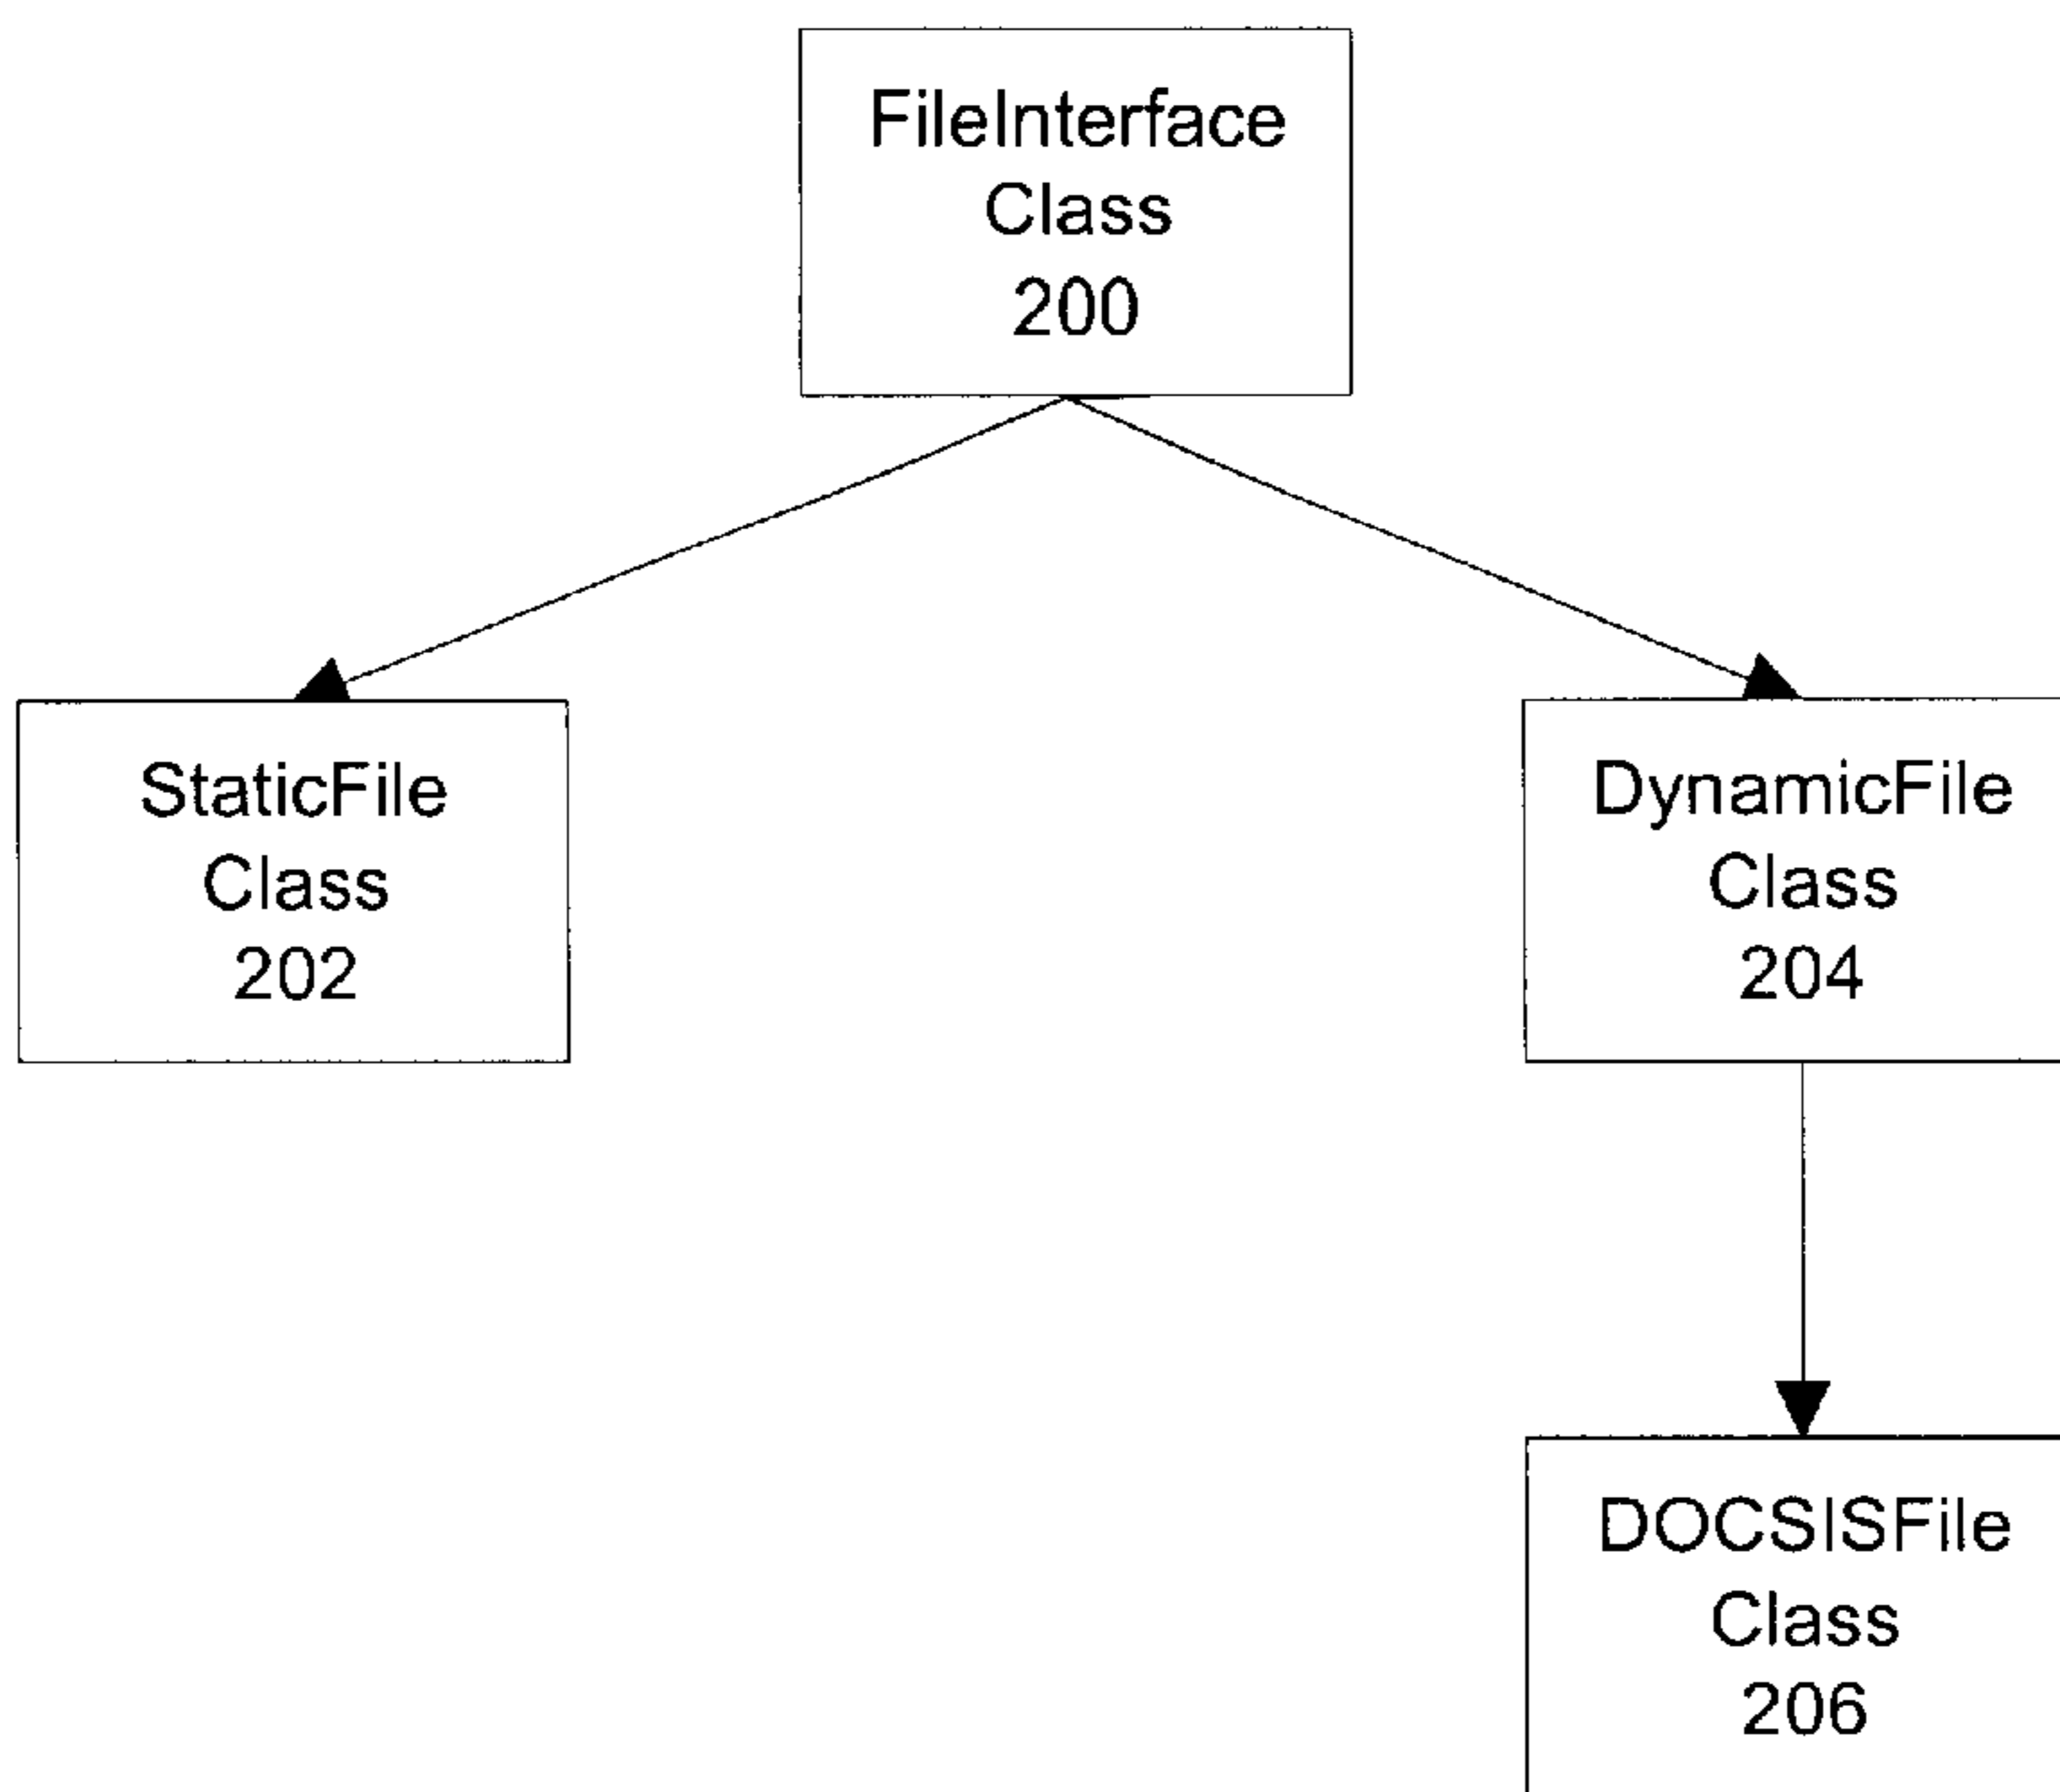 FileInterface
Class
200
StaticFile
Class
202
DynamicFile
Class
204
DOCSISFile
Class
206